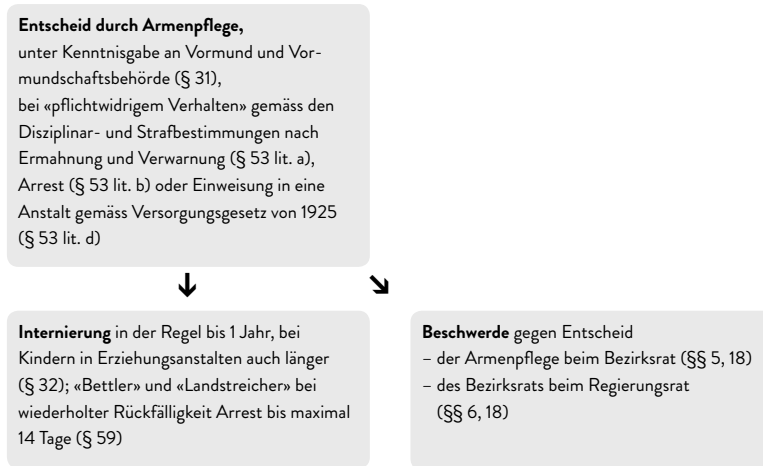 Entscheid durch Armenpflege,
unter Kenntnisgabe an Vormund und Vor-
mundschaftsbehörde (§ 31),
bei «pflichtwidrigem Verhalten» gemäss den
Disziplinar- und Strafbestimmungen nach
Ermahnung und Verwarnung (§ 53 lit. a),
Arrest (§ 53 lit. b) oder Einweisung in eine
Anstalt gemäss Versorgungsgesetz von 1925
(§ 53 lit. d)
Internierung in der Regel bis 1 Jahr, bei
Kindern in Erziehungsanstalten auch länger
(§ 32); «Bettler» und «Landstreicher» bei
wiederholter Rückfälligkeit Arrest bis maximal
14 Tage (§ 59)
Beschwerde gegen Entscheid
– der Armenpflege beim Bezirksrat (§§ 5, 18)
– des Bezirksrats beim Regierungsrat
(§§ 6, 18)